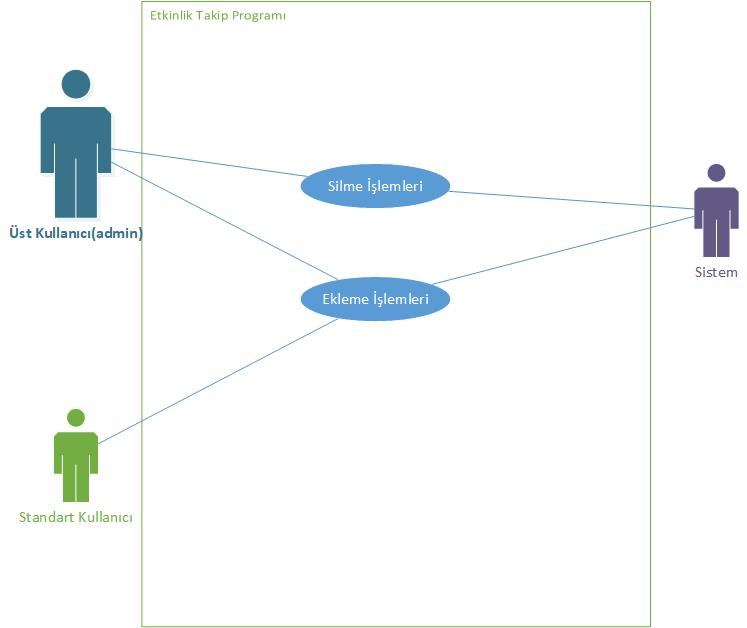 Etkinlik Takip Programı
Silme İşlemleri
Üst Kullanıcı(admin)
Sistem
Ekleme İşlemleri
Standart Kullanıcı